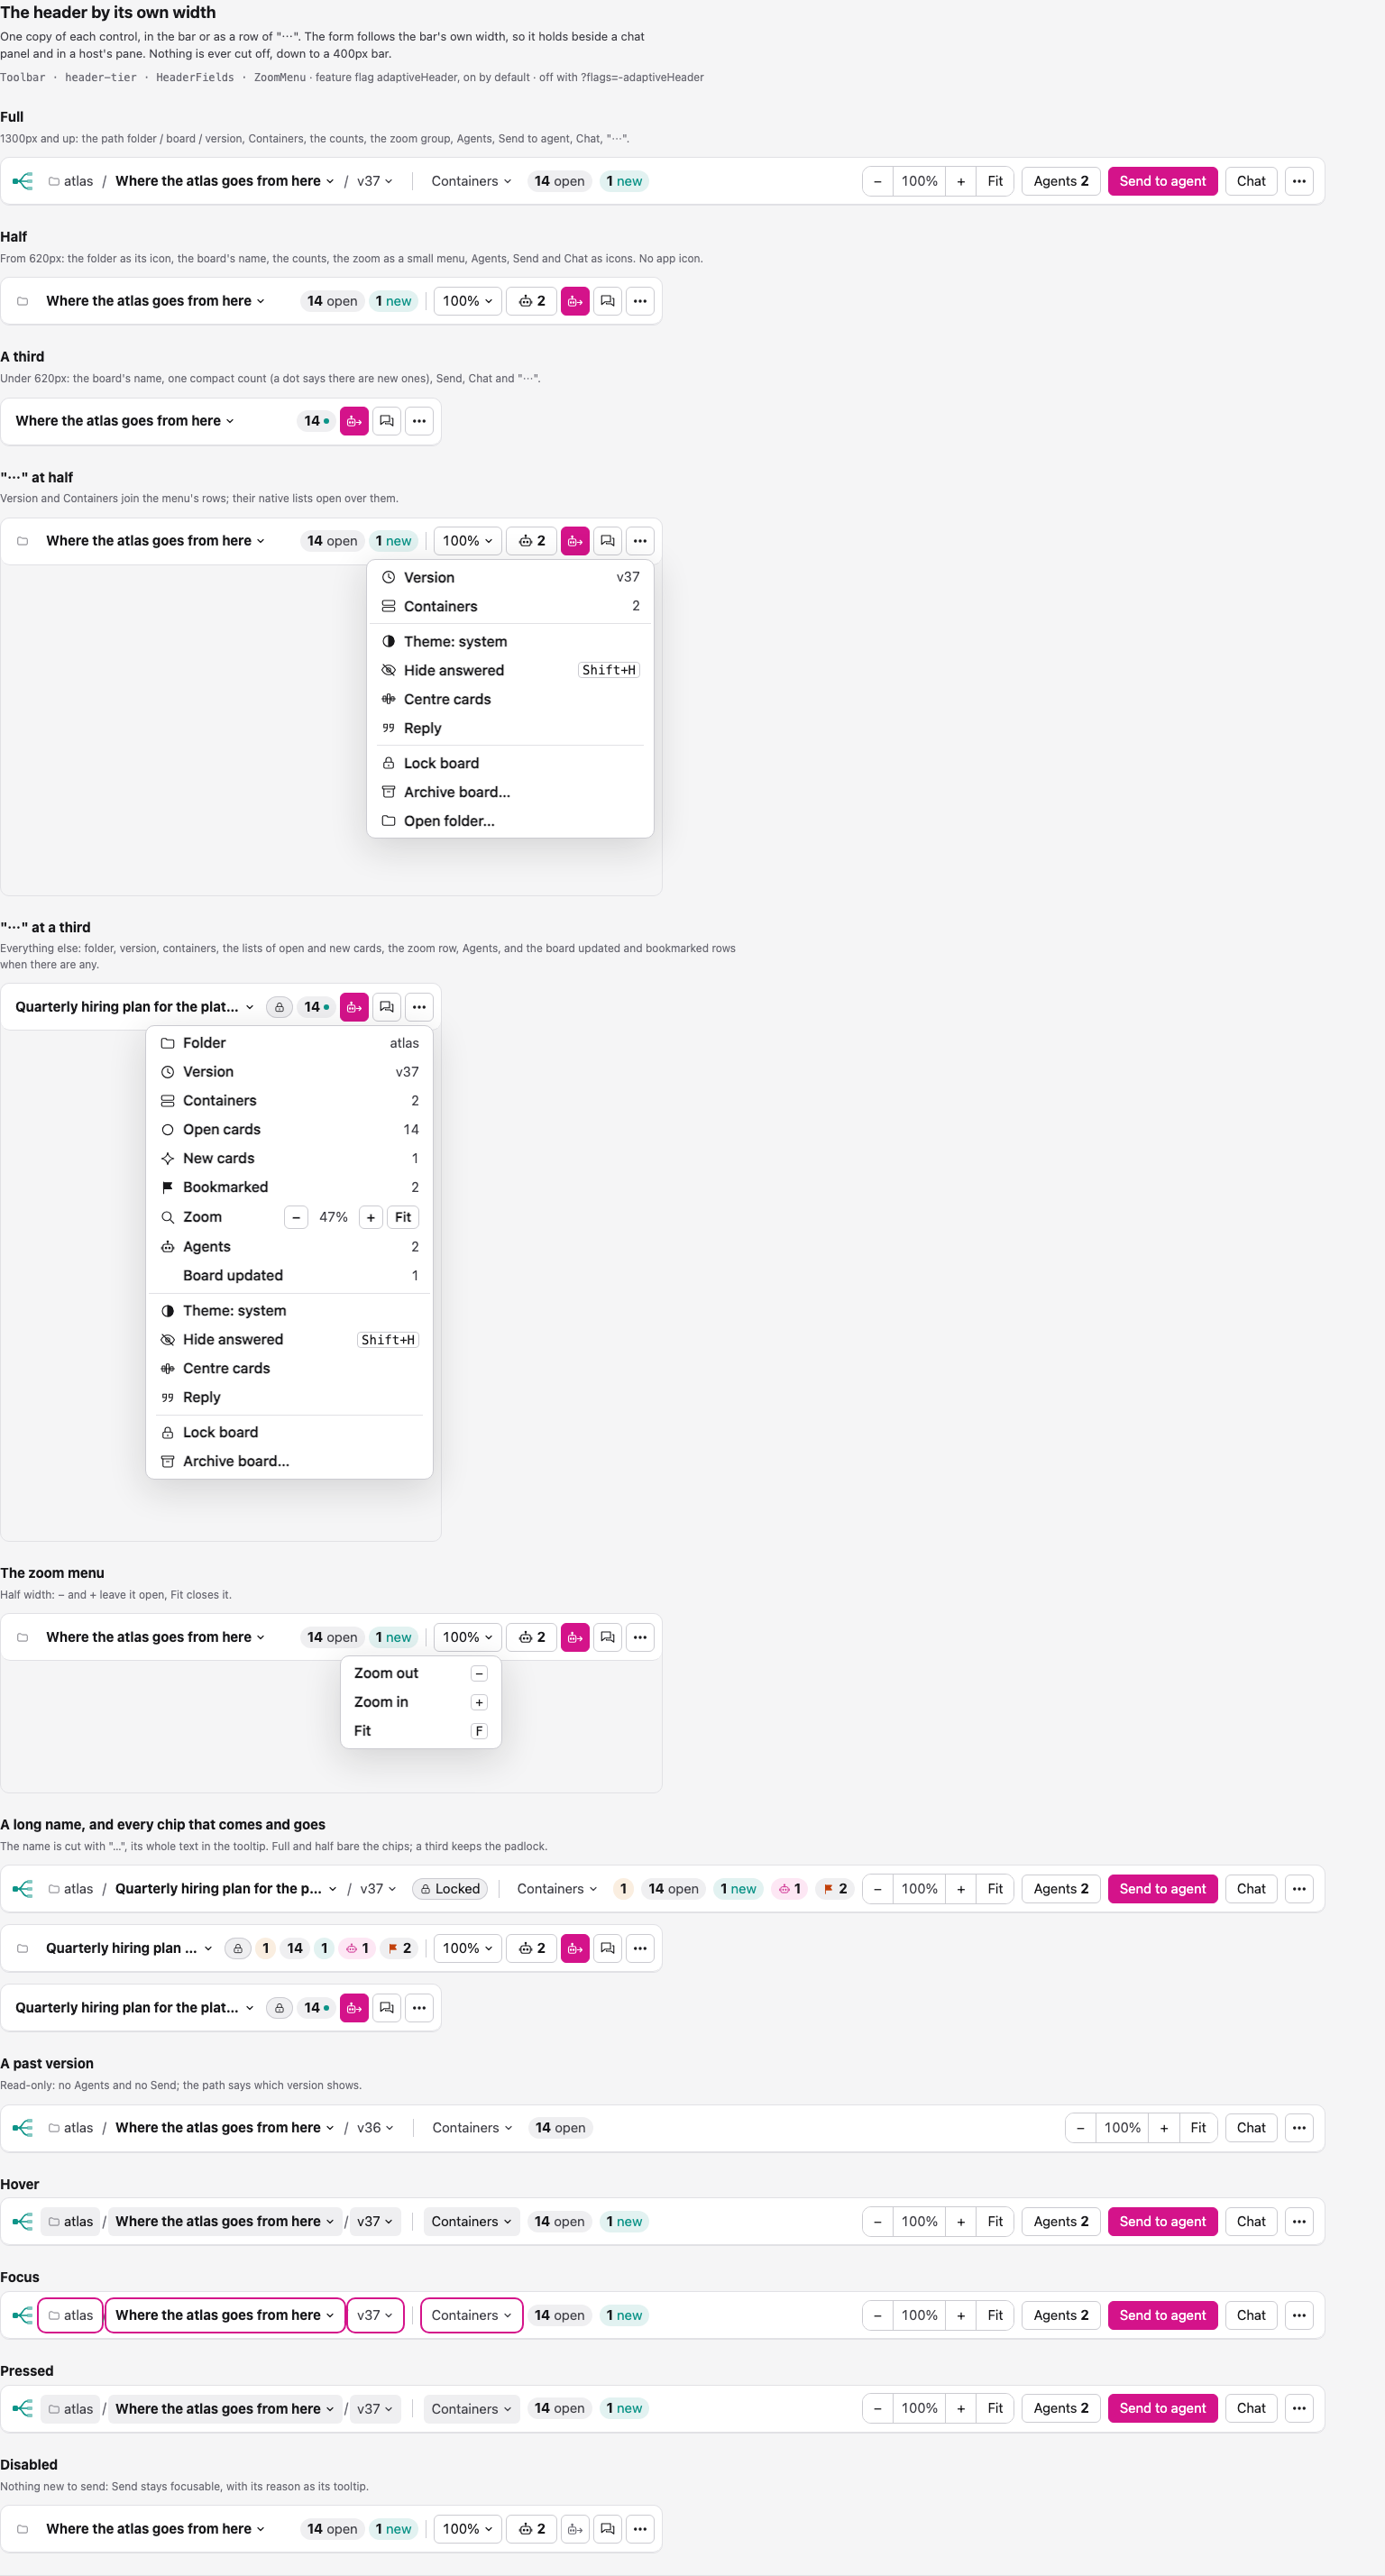 The header by its own width
One copy of each control, in the bar or as a row of "···". The form follows the bar's own width, so it holds beside a chat
panel and in a host's pane. Nothing is ever cut off, down to a 400px bar.
Toolbar · header-tier · HeaderFields · ZoomMenu · feature flag adaptiveHeader, on by default · off with ?flags=-adaptiveHeader
Full
1300px and up: the path folder / board / version, Containers, the counts, the zoom group, Agents, Send to agent, Chat, "···".
atlas / Where the atlas goes from here / v37 Containers 14 open 1 new − 100% + Fit Agents 2 Send to agent Chat ···
Half
From 620px: the folder as its icon, the board's name, the counts, the zoom as a small menu, Agents, Send and Chat as icons. No app icon.
Where the atlas goes from here 14 open 1 new 100% 2 ···
A third
Under 620px: the board's name, one compact count (a dot says there are new ones), Send, Chat and "···".
Where the atlas goes from here 14 ···
"···" at half
Version and Containers join the menu's rows; their native lists open over them.
Where the atlas goes from here 14 open 1 new 100% 2 ···
Version v37
Containers 2
Theme: system
Hide answered Shift+H
Centre cards
Reply
Lock board
Archive board...
Open folder...
"···" at a third
Everything else: folder, version, containers, the lists of open and new cards, the zoom row, Agents, and the board updated and bookmarked rows
when there are any.
Quarterly hiring plan for the plat... 14 ···
Folder atlas
Version v37
Containers 2
Open cards 14
New cards 1
Bookmarked 2
Zoom − 47% + Fit
Agents 2
Board updated 1
Theme: system
Hide answered Shift+H
Centre cards
Reply
Lock board
Archive board...
The zoom menu
Half width: − and + leave it open, Fit closes it.
Where the atlas goes from here 14 open 1 new 100% 2 ···
Zoom out −
Zoom in +
Fit F
A long name, and every chip that comes and goes
The name is cut with "…", its whole text in the tooltip. Full and half bare the chips; a third keeps the padlock.
atlas / Quarterly hiring plan for the p... / v37 Locked Containers 1 14 open 1 new 1 2 − 100% + Fit Agents 2 Send to agent Chat ···
Quarterly hiring plan ... 1 14 1 1 2 100% 2 ···
Quarterly hiring plan for the plat... 14 ···
A past version
Read-only: no Agents and no Send; the path says which version shows.
atlas / Where the atlas goes from here / v36 Containers 14 open − 100% + Fit Chat ···
Hover
atlas / Where the atlas goes from here / v37 Containers 14 open 1 new − 100% + Fit Agents 2 Send to agent Chat ···
Focus
atlas Where the atlas goes from here v37 Containers 14 open 1 new − 100% + Fit Agents 2 Send to agent Chat ···
Pressed
atlas / Where the atlas goes from here / v37 Containers 14 open 1 new − 100% + Fit Agents 2 Send to agent Chat ···
Disabled
Nothing new to send: Send stays focusable, with its reason as its tooltip.
Where the atlas goes from here 14 open 1 new 100% 2 ···